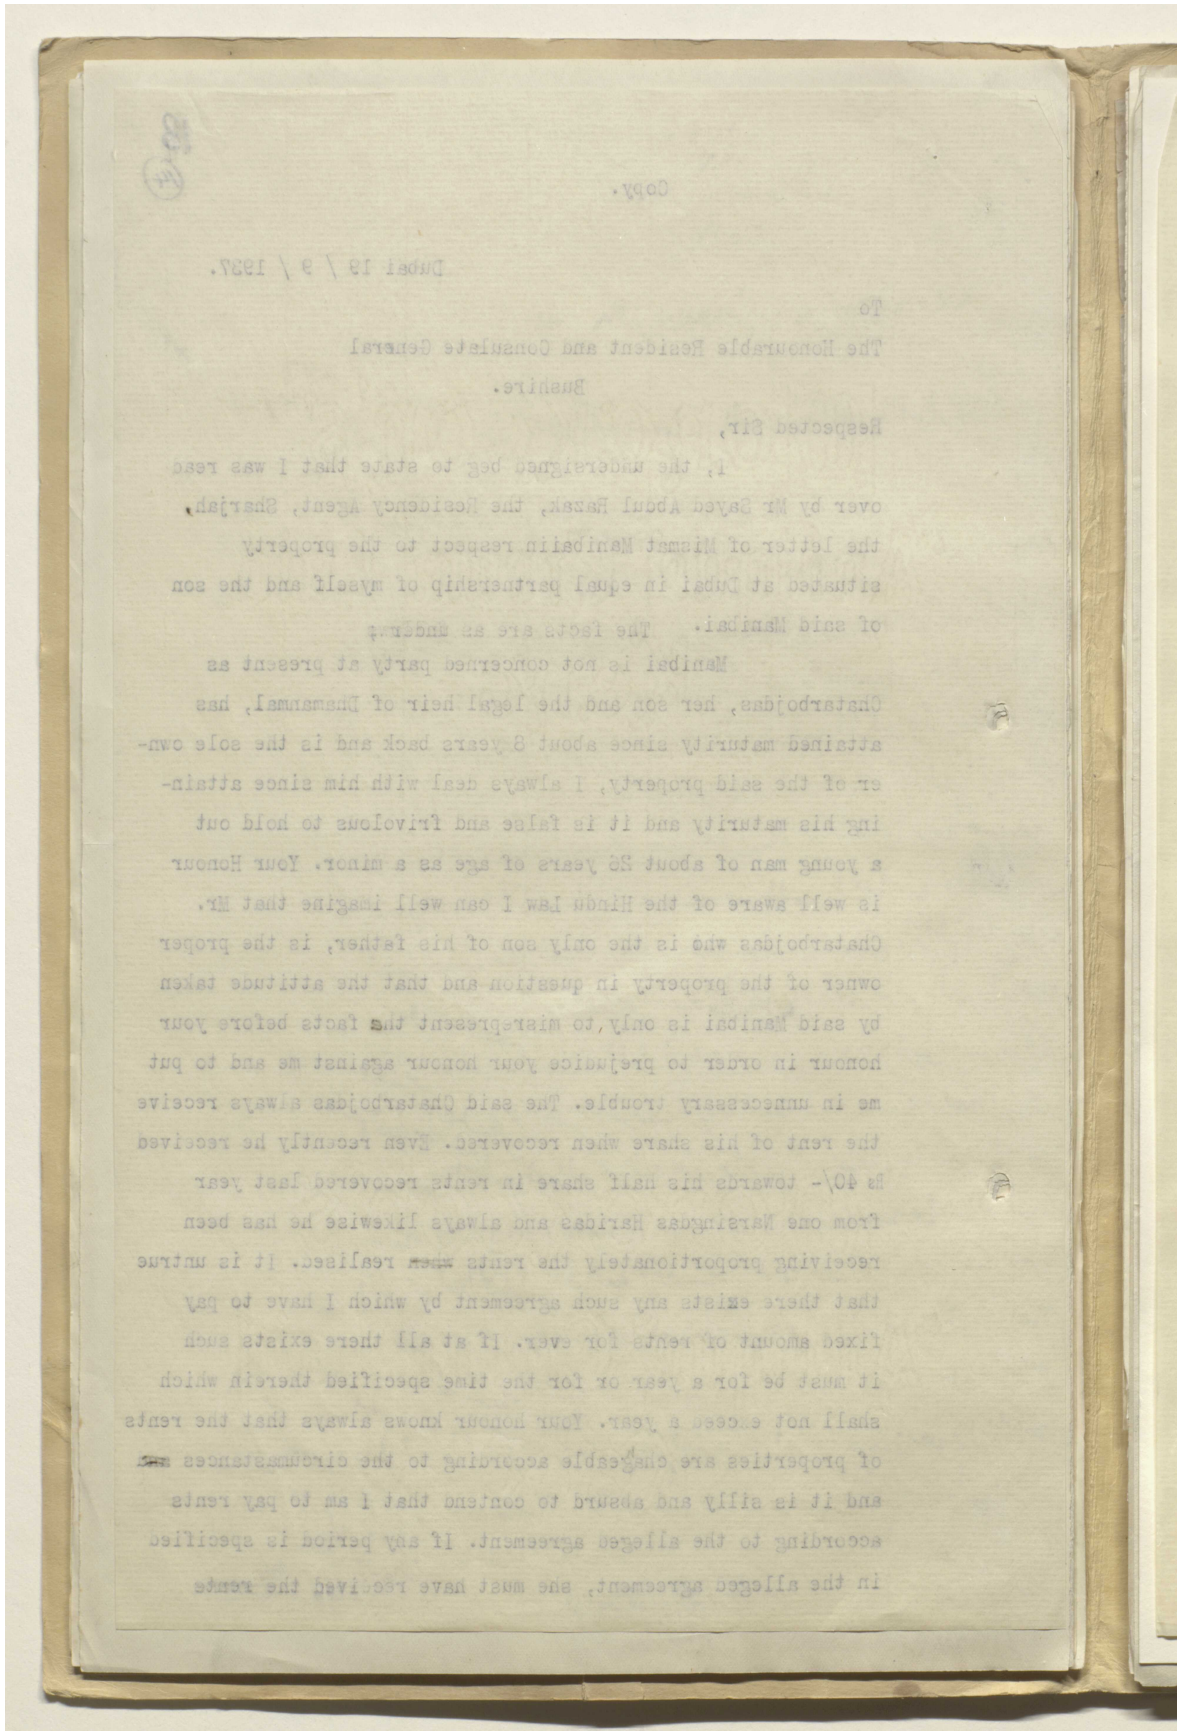 Copy.
Dubai 19 / 9 / 1937.
To
The Honourable Resident and Consulate General
Bushire.
Respected Sir,
I, the undersigned beg to state that I was read
over by Mr Sayed Abdul Razak, the Residency Agent, Sharjah,
the letter of Mismat Manibaiin respect to the property
situated at Dubai in equal partnership of myself and the son
of said Manibai. The facts are as under:
Manibai is not concerned party at present as
Chatarbojdas, her son and the legal heir of Dhamanmal, has
attained maturity since about 8 years back and is the sole own-
er of the said property, I always deal with him since attain-
ing his maturity and it is false and frivolous to hold out
a young man of about 26 years of age as a minor. Your Honour
is well aware of the Hindu Law I can well imagine that Mr.
Chatarbojdas who is the only son of his father, is the proper
owner of the property in question and that the attitude taken
by said Manibai is only, to misrepresent the facts before your
honour in order to prejudice your honour against me and to put
me in unnecessary trouble. The said Chatarbojdas always receive
the rent of his share when recovered. Even recently he received
Rs 40/- towards his half share in rents recovered last year
from one Narsingdas Haridas and always likewise he has been
receiving proportionately the rents when realised. It is untrue
that there exists any such agreement by which I have to pay
fixed amount of rents for ever. If at all there exists such
it must be for a year or for the time specified therein which
shall not exceed a year. Your honour knows always that the rents
of properties are chageable according to the circumstances
and it is silly and absurd to contend that I am to pay rents
according to the alleged agreement. If any period is specified
in the alleged agreement, she must have received the rents